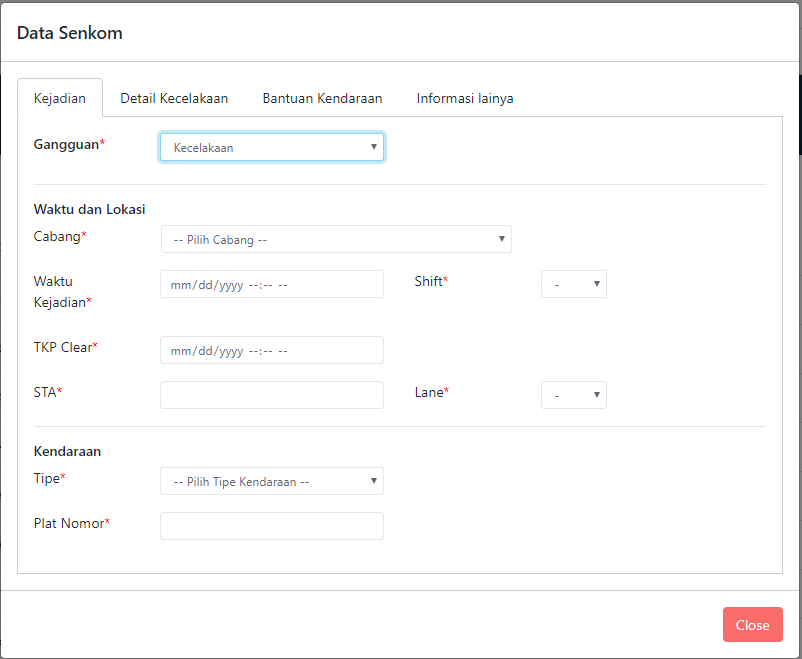 Data Senkom
Kejadian Detail Kecelakaan Bantuan Kendaraan Informasi lainya
Gangguan* Kecelakaan
Waktu dan Lokasi
Cabang* -- Pilih Cabang --
Waktu Kejadian* mm/dd/yyyy --:-- -- Shift* -
TKP Clear* mm/dd/yyyy --:-- --
STA* Lane* -
Kendaraan
Tipe* -- Pilih Tipe Kendaraan --
Plat Nomor*
Close